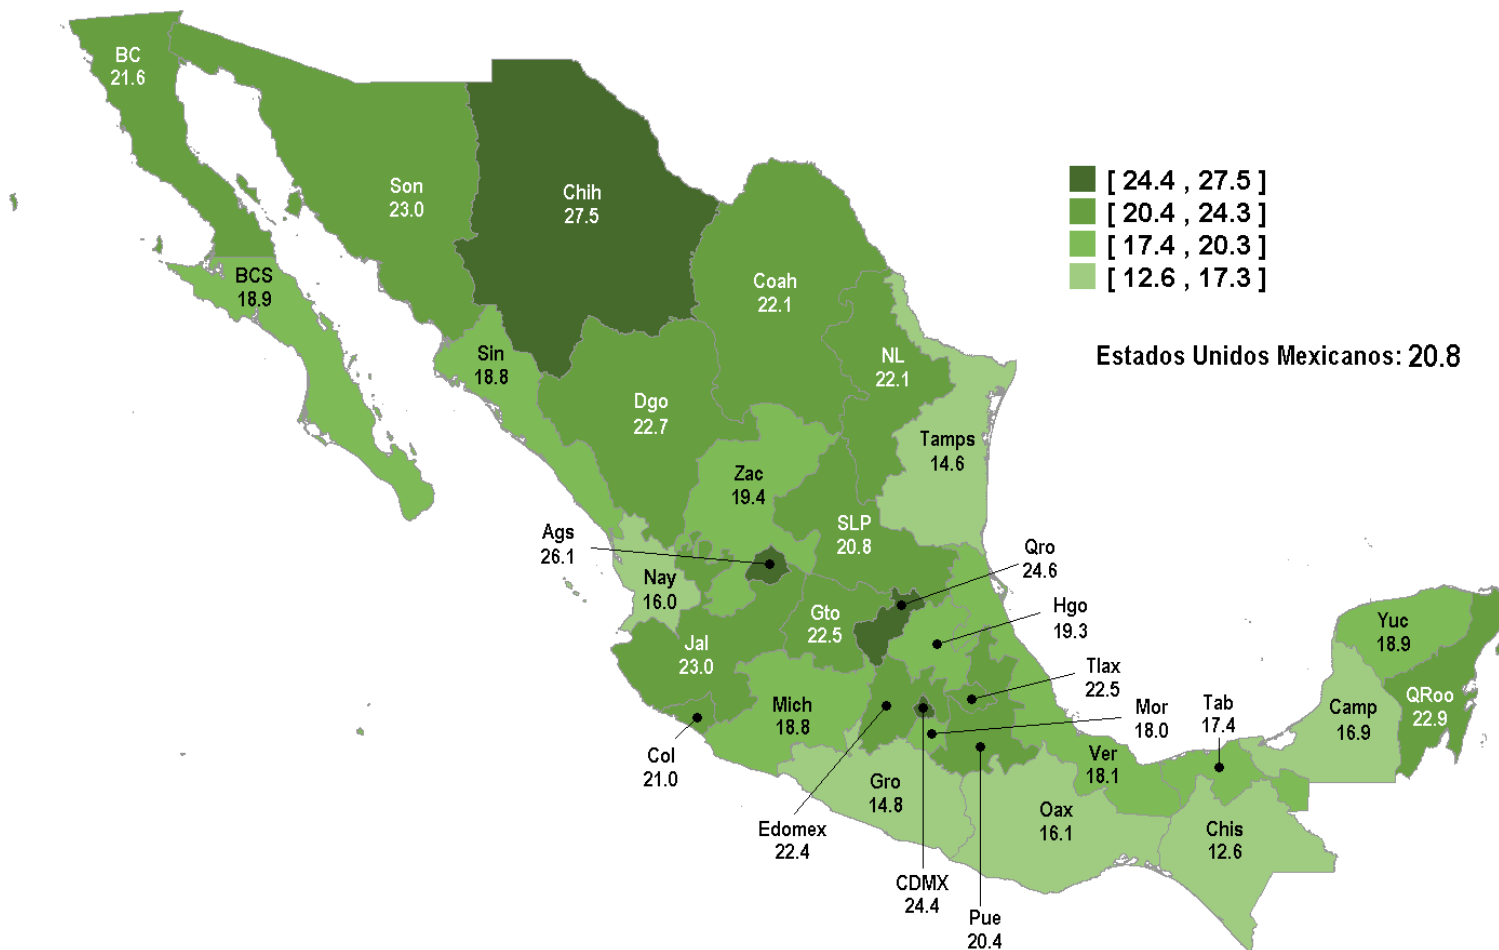 BC
21.6
Son
23.0
Chih
27.5
[ 24.4 , 27.5 ]
[ 20.4 , 24.3 ]
[ 17.4 , 20.3 ]
[ 12.6 , 17.3 ]
Estados Unidos Mexicanos: 20.8
BCS
18.9
Coah
22.1
Sin
18.8
NL
22.1
Dgo
22.7
Tamps
14.6
Zac
19.4
Ags
26.1
SLP
20.8
Qro
24.6
Nay
16.0
Gto
22.5
Hgo
19.3
Yuc
18.9
Jal
23.0
Tlax
22.5
QRoo
22.9
Mich
18.8
Mor
18.0
Tab
17.4
Camp
16.9
Col
21.0
Ver
18.1
Gro
14.8
Oax
16.1
Chis
12.6
Edomex
22.4
CDMX
24.4
Pue
20.4